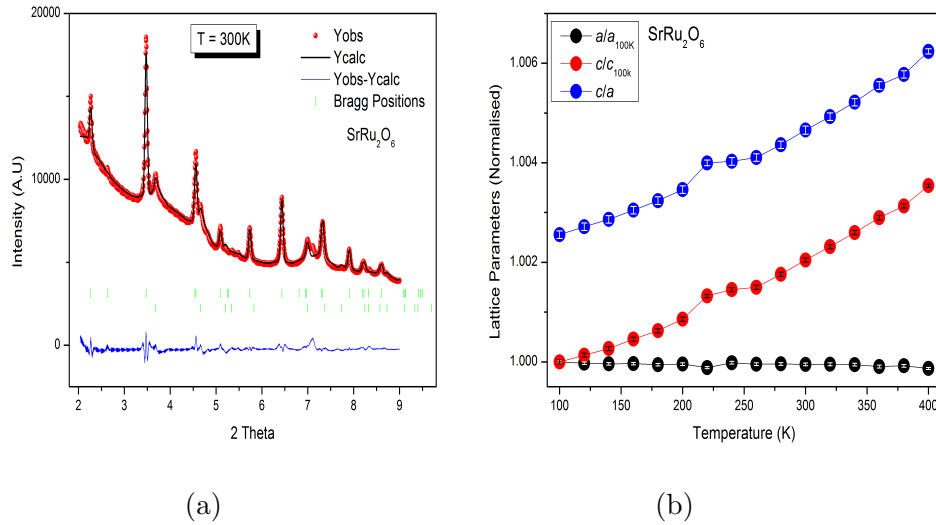 20000
10000
0
Intensity (A.U)
T = 300K
Yobs
Ycalc
Yobs-Ycalc
Bragg Positions
SrRu₂O₆
2 3 4 5 6 7 8 9
2 Theta
(a)
a/a100K
c/c100k
c/a
SrRu₂O₆
1.006
1.004
1.002
1.000
Lattice Parameters (Normalised)
100 150 200 250 300 350 400
Temperature (K)
(b)